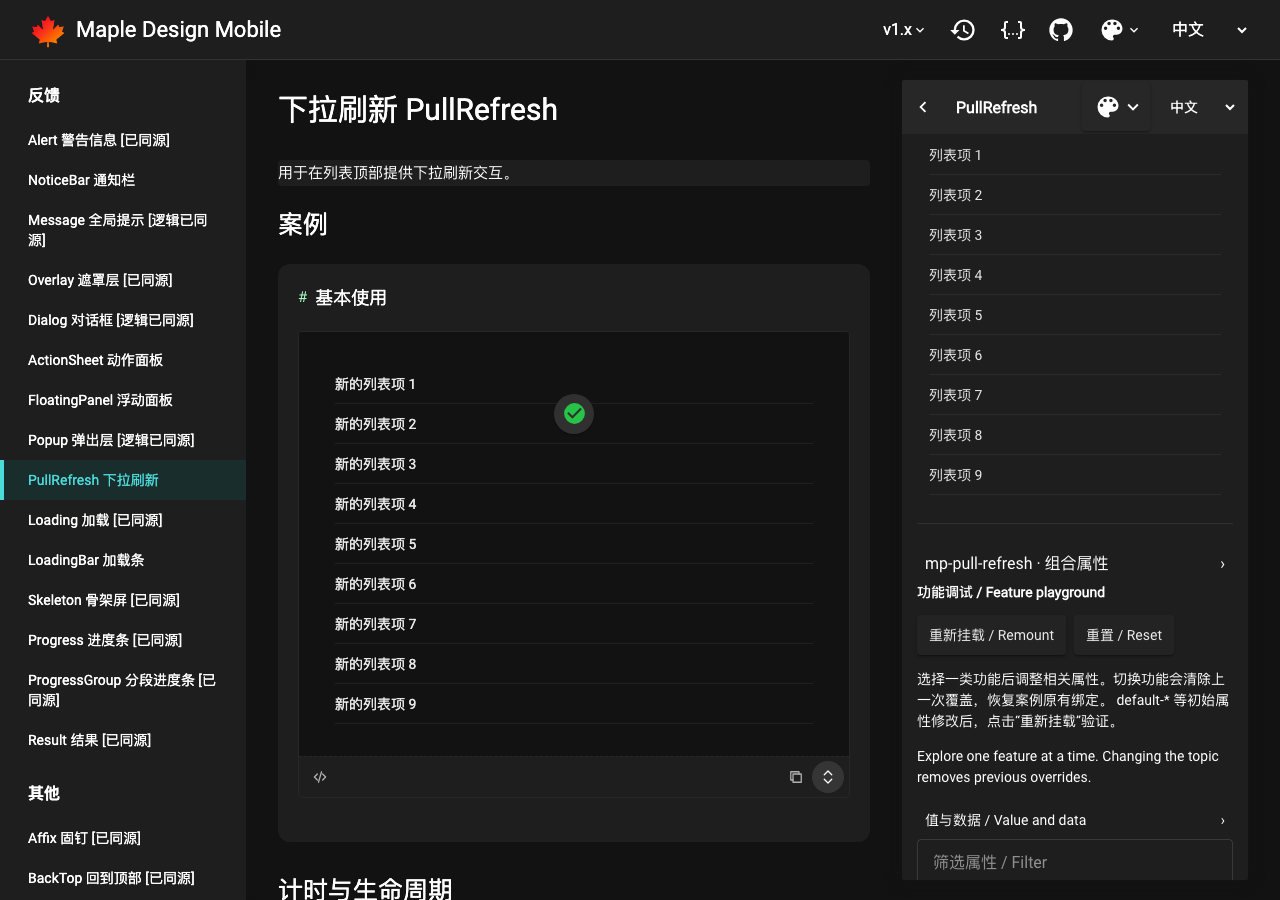 Maple Design Mobile
v1.x
中文
反馈
Alert 警告信息 [已同源]
NoticeBar 通知栏
Message 全局提示 [逻辑已同
源]
Overlay 遮罩层 [已同源]
Dialog 对话框 [逻辑已同源]
ActionSheet 动作面板
FloatingPanel 浮动面板
Popup 弹出层 [逻辑已同源]
PullRefresh 下拉刷新
Loading 加载 [已同源]
LoadingBar 加载条
Skeleton 骨架屏 [已同源]
Progress 进度条 [已同源]
ProgressGroup 分段进度条 [已
同源]
Result 结果 [已同源]
其他
Affix 固钉 [已同源]
BackTop 回到顶部 [已同源]
下拉刷新 PullRefresh
用于在列表顶部提供下拉刷新交互。
案例
# 基本使用
新的列表项 1
新的列表项 2
新的列表项 3
新的列表项 4
新的列表项 5
新的列表项 6
新的列表项 7
新的列表项 8
新的列表项 9
计时与生命周期
PullRefresh
中文
列表项 1
列表项 2
列表项 3
列表项 4
列表项 5
列表项 6
列表项 7
列表项 8
列表项 9
mp-pull-refresh · 组合属性 ›
功能调试 / Feature playground
重新挂载 / Remount
重置 / Reset
选择一类功能后调整相关属性。切换功能会清除上
一次覆盖，恢复案例原有绑定。 default-* 等初始属
性修改后，点击“重新挂载”验证。
Explore one feature at a time. Changing the topic
removes previous overrides.
值与数据 / Value and data ›
筛选属性 / Filter